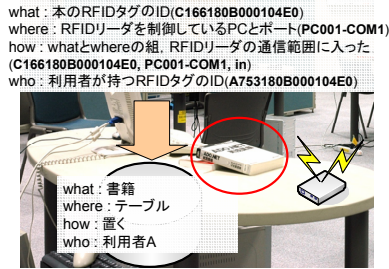 what : 本のRFIDタグのID(C166180B000104E0)
where : RFIDリーダを制御しているPCとポート(PC001-COM1)
how : whatとwhereの組，RFIDリーダの通信範囲に入った
(C166180B000104E0, PC001-COM1, in)
who : 利用者が持つRFIDタグのID(A753180B000104E0)
what : 書籍
where : テーブル
how : 置く
who : 利用者A